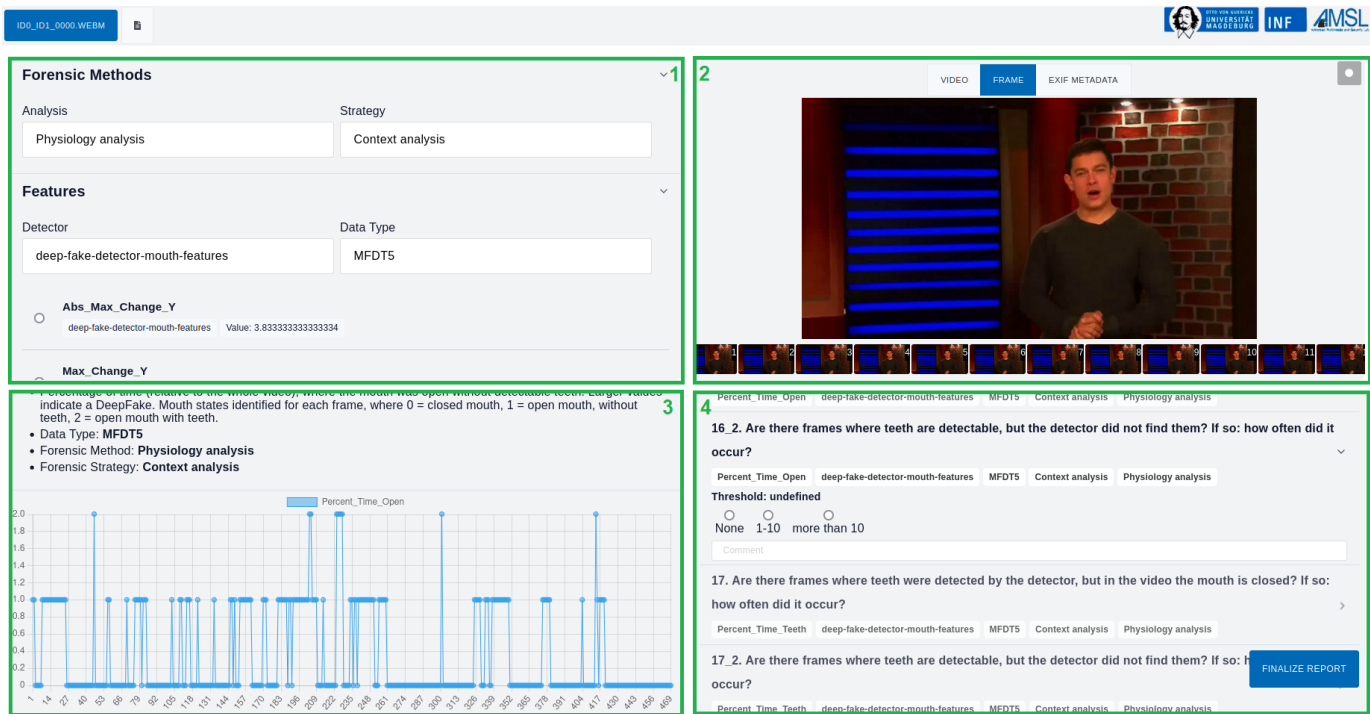 ID0_ID1_0000.WEBM
OTTO VON GUERICKE
UNIVERSITÄT
MAGDEBURG
INF
AMSL
1
Forensic Methods
Analysis
Strategy
Physiology analysis
Context analysis
Features
Detector
Data Type
deep-fake-detector-mouth-features
MFDT5
Abs_Max_Change_Y
deep-fake-detector-mouth-features
Value: 3.833333333333334
Max_Change_Y
2
VIDEO
FRAME
EXIF METADATA
1 2 3 4 5 6 7 8 9 10 11
3
Percentage of time (relative to the whole video), where the mouth was open without detectable teeth. Larger values
indicate a DeepFake. Mouth states identified for each frame, where 0 = closed mouth, 1 = open mouth, without
teeth, 2 = open mouth with teeth.
• Data Type: MFDT5
• Forensic Method: Physiology analysis
• Forensic Strategy: Context analysis
Percent_Time_Open
2.0
1.8
1.6
1.4
1.2
1.0
0.8
0.6
0.4
0.2
0
1 14 27 40 53 66 79 92 105 118 131 144 157 170 183 196 209 222 235 248 261 274 287 300 313 326 339 352 365 378 391 404 417 430 443 456 469
4
Percent_Time_Open deep-fake-detector-mouth-features MFDT5 Context analysis Physiology analysis
16_2. Are there frames where teeth are detectable, but the detector did not find them? If so: how often did it
occur?
Percent_Time_Open deep-fake-detector-mouth-features MFDT5 Context analysis Physiology analysis
Threshold: undefined
None 1-10 more than 10
Comment
17. Are there frames where teeth were detected by the detector, but in the video the mouth is closed? If so:
how often did it occur?
Percent_Time_Teeth deep-fake-detector-mouth-features MFDT5 Context analysis Physiology analysis
17_2. Are there frames where teeth are detectable, but the detector did not find them? If so: h
occur?
FINALIZE REPORT
Percent_Time_Teeth deep-fake-detector-mouth-features MFDT5 Context analysis Physiology analysis